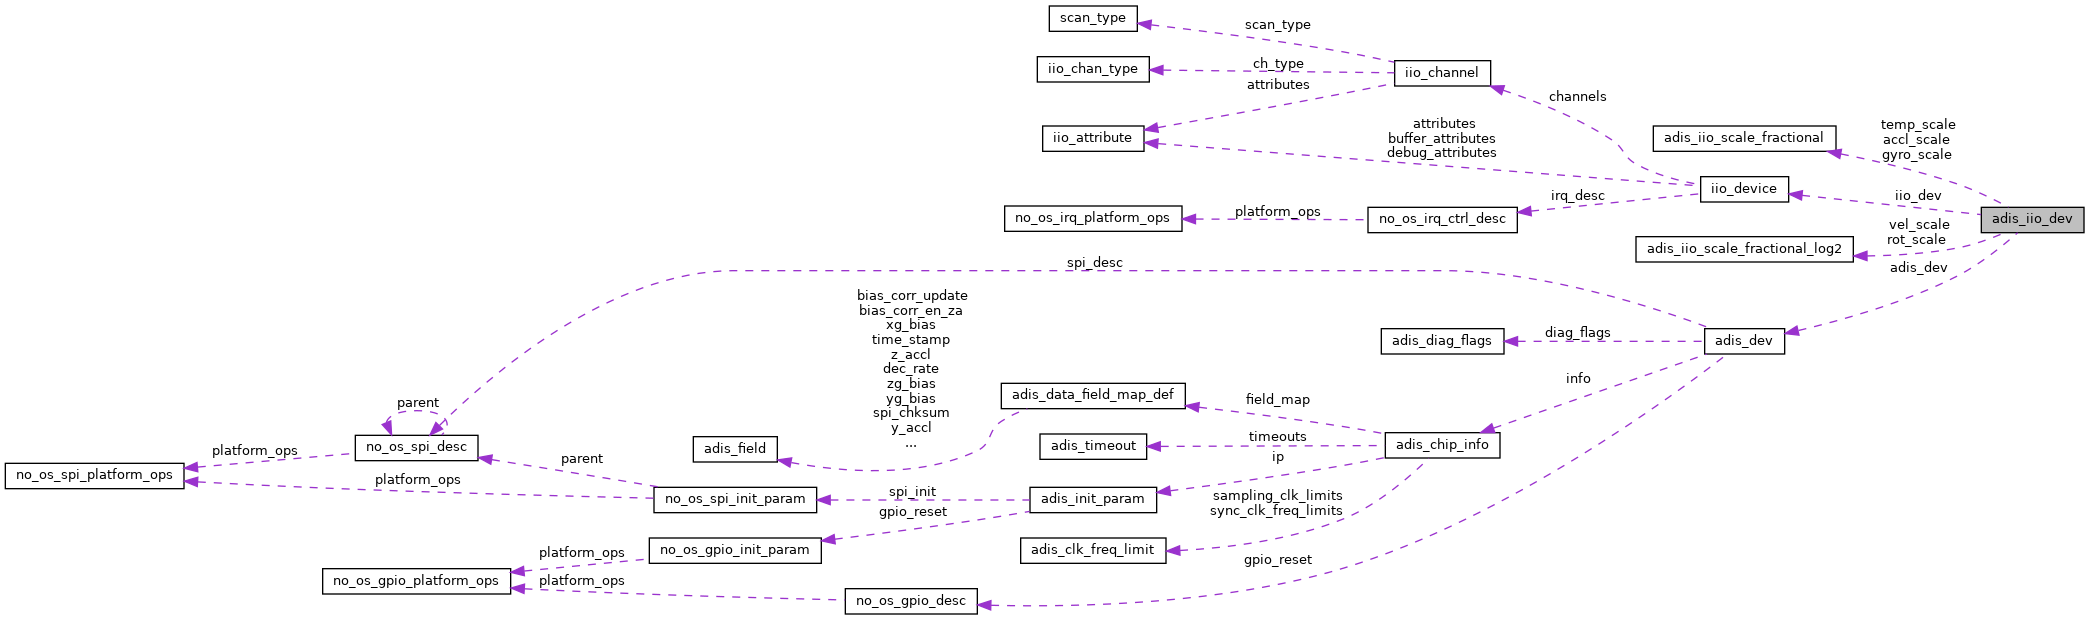 scan_type
scan_type
iio_chan_type
ch_type
iio_channel
attributes
channels
iio_attribute
attributes
buffer_attributes
debug_attributes
adis_iio_scale_fractional
temp_scale
accl_scale
gyro_scale
iio_device
iio_dev
irq_desc
no_os_irq_platform_ops
platform_ops
no_os_irq_ctrl_desc
adis_iio_dev
vel_scale
rot_scale
adis_iio_scale_fractional_log2
adis_dev
spi_desc
bias_corr_update
bias_corr_en_za
xg_bias
time_stamp
z_accl
dec_rate
zg_bias
yg_bias
spi_chksum
y_accl
...
adis_diag_flags
diag_flags
adis_dev
info
adis_data_field_map_def
field_map
parent
no_os_spi_desc
adis_field
adis_timeout
timeouts
adis_chip_info
platform_ops
parent
ip
no_os_spi_platform_ops
platform_ops
no_os_spi_init_param
spi_init
adis_init_param
sampling_clk_limits
sync_clk_freq_limits
gpio_reset
no_os_gpio_init_param
adis_clk_freq_limit
platform_ops
gpio_reset
no_os_gpio_platform_ops
platform_ops
no_os_gpio_desc